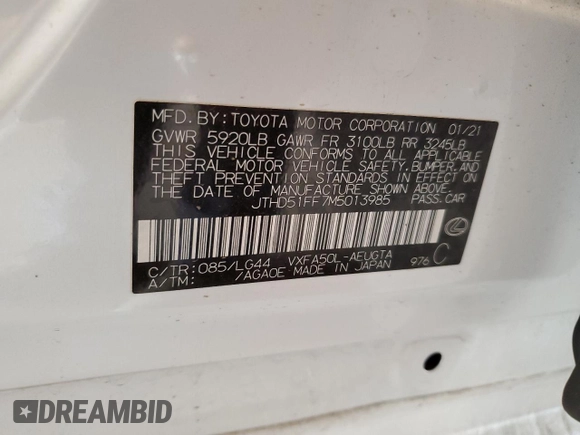 MFD.BY:TOYOTA MOTOR CORPORATION 01/21
GVWR 5920LB GAWR FR 3100LB RR 3245LB
THIS VEHICLE CONFORMS TO ALL APPLICABLE
FEDERAL MOTOR VEHICLE SAFETY,BUMPER,AND
THEFT PREVENTION STANDARDS IN EFFECT ON
THE DATE OF MANUFACTURE SHOWN ABOVE.
JTHD51FF7M5013985 PASS.CAR
C/TR:085/LG44 VXFA50L-AEUGTA
A/TM: /AGA0E MADE IN JAPAN 976 C
DREAMBID